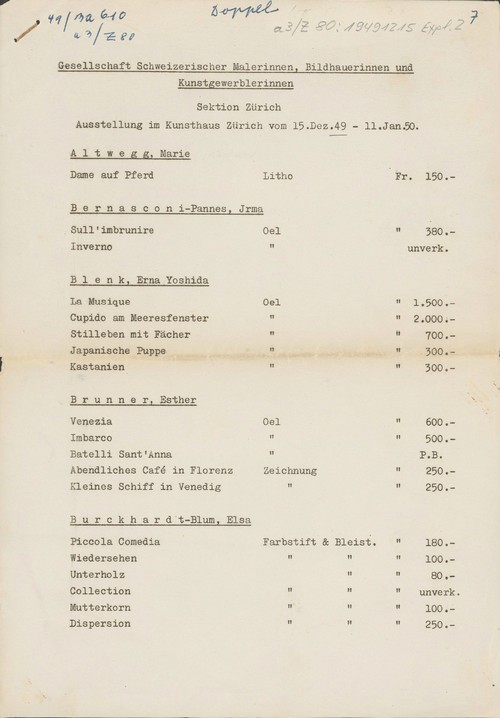 49/Ma 610 Doppel 7
a3/Z 80 a3/Z 80:19491215 Expl.2
Gesellschaft Schweizerischer Malerinnen, Bildhauerinnen und
Kunstgewerblerinnen
Sektion Zürich
Ausstellung im Kunsthaus Zürich vom 15.Dez.49 - 11.Jan.50.
A l t w e g g, Marie
Dame auf Pferd Litho Fr. 150.-
B e r n a s c o n i-Pannes, Jrma
Sull'imbrunire Oel " 380.-
Inverno " unverk.
B l e n k, Erna Yoshida
La Musique Oel " 1.500.-
Cupido am Meeresfenster " " 2.000.-
Stilleben mit Fächer " " 700.-
Japanische Puppe " " 300.-
Kastanien " " 300.-
B r u n n e r, Esther
Venezia Oel " 600.-
Imbarco " " 500.-
Batelli Sant'Anna " P.B.
Abendliches Café in Florenz Zeichnung " 250.-
Kleines Schiff in Venedig " " 250.-
B u r c k h a r d t-Blum, Elsa
Piccola Comedia Farbstift & Bleist. " 180.-
Wiedersehen " " " 100.-
Unterholz " " 80.-
Collection " " " unverk.
Mutterkorn " " " 100.-
Dispersion " " " 250.-